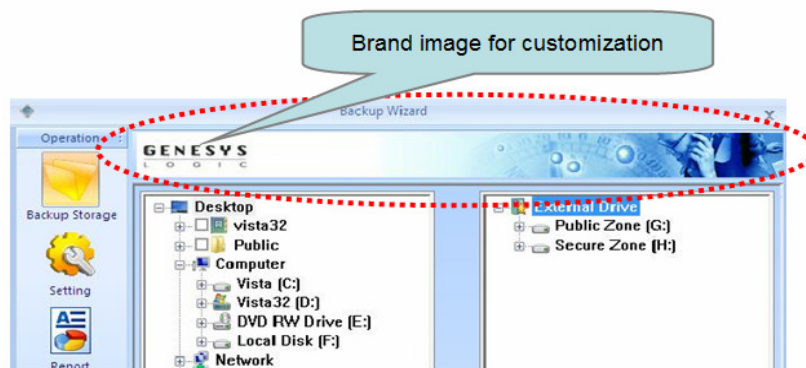 Brand image for customization
Backup Wizard
x
Operation :
GENESYS
LOGIC
Backup Storage
Setting
Report
Desktop
vista32
Public
Computer
Vista (C:)
Vista32 (D:)
DVD RW Drive (E:)
Local Disk (F:)
Network
External Drive
Public Zone (G:)
Secure Zone (H:)